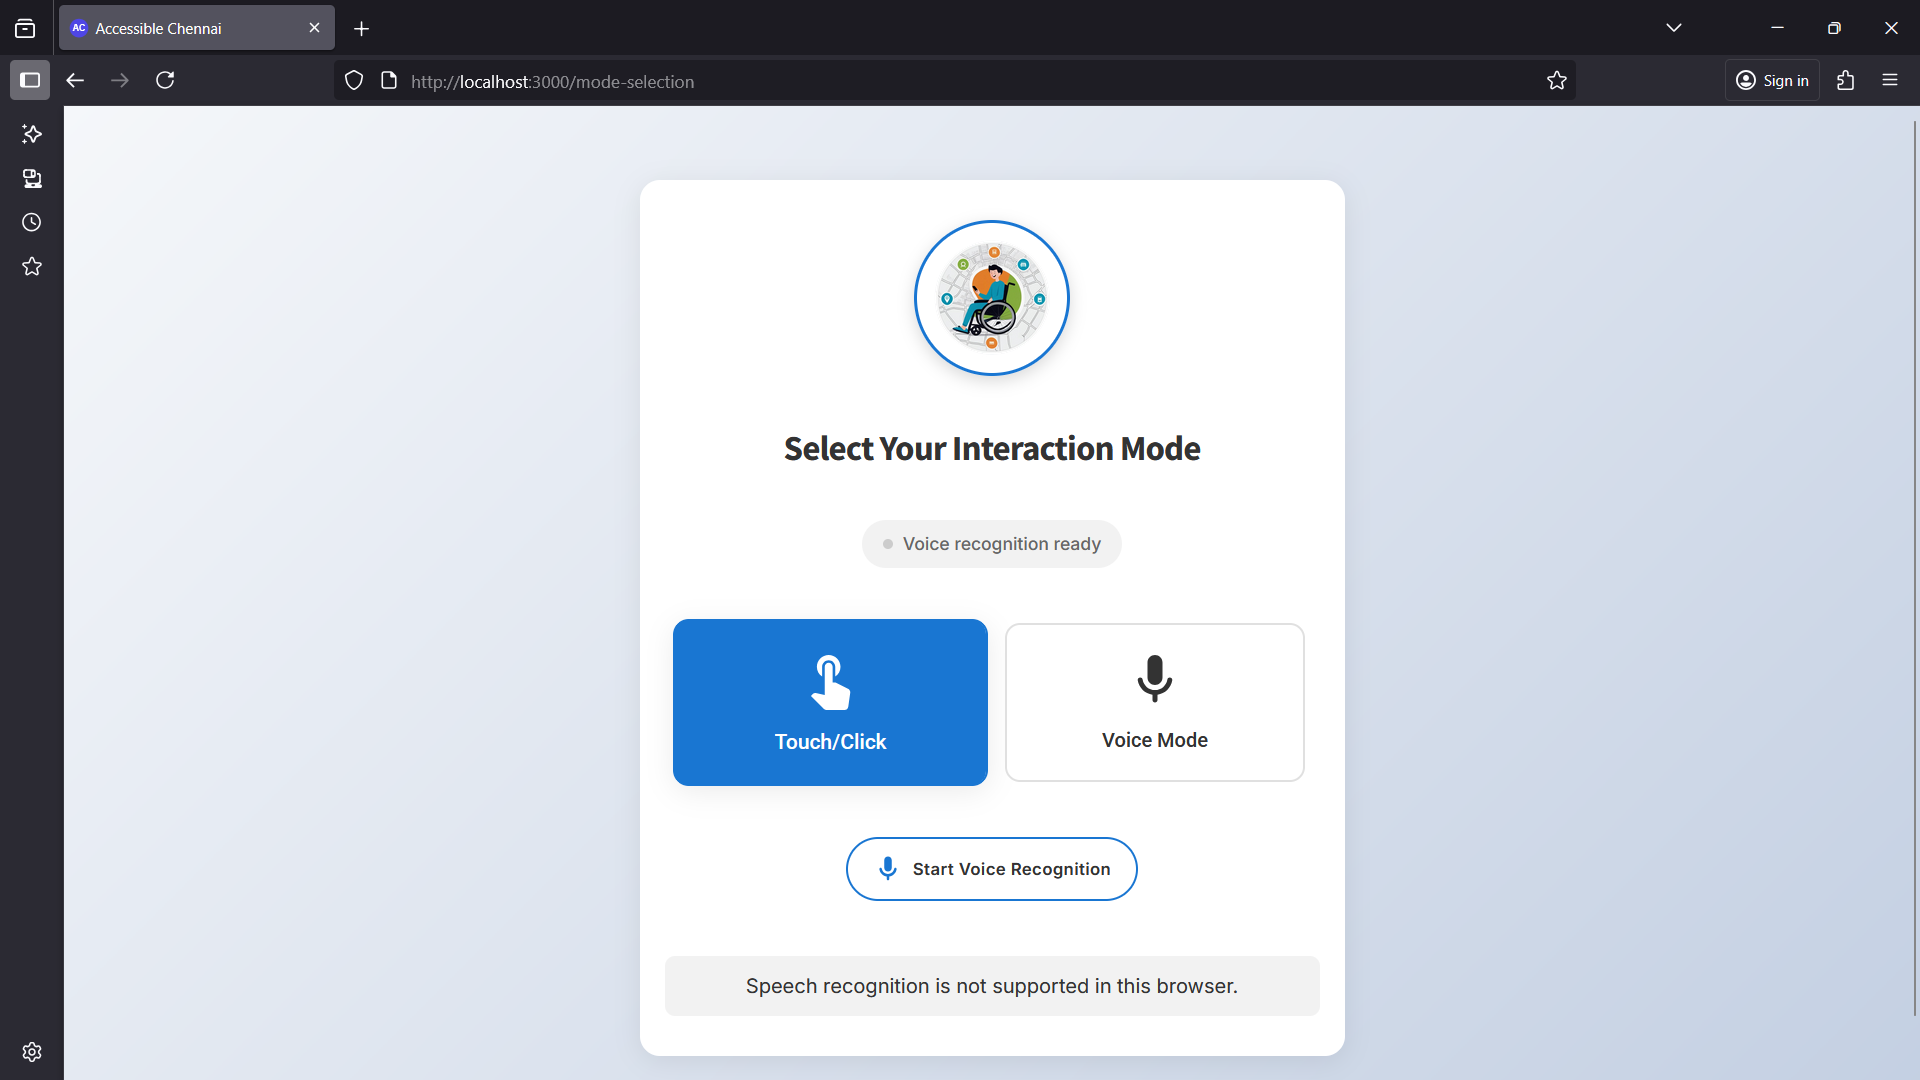 AC Accessible Chennai
http://localhost:3000/mode-selection
Sign in
Select Your Interaction Mode
Voice recognition ready
Touch/Click
Voice Mode
Start Voice Recognition
Speech recognition is not supported in this browser.